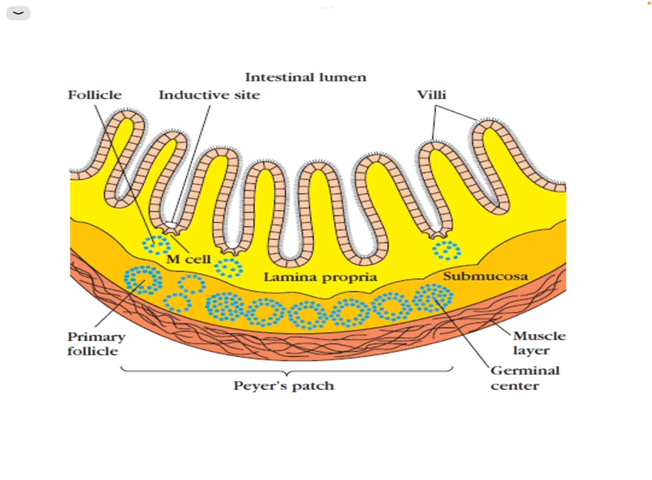 Intestinal lumen
Follicle
Inductive site
Villi
M cell
Lamina propria
Submucosa
Primary
follicle
Muscle
layer
Germinal
center
Peyer's patch